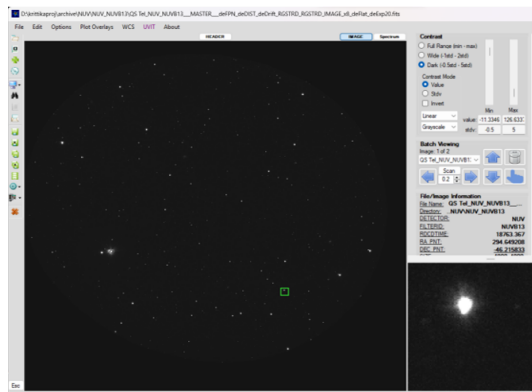 D:\krittikaproj\archive\NUV\NUV_NUVB13\QS Tel_NUV_NUVB13__MASTER__deFPN_deDIST_deDrift_RGSTRD_RGSTRD_IMAGE_x8_deFlat_deExp20.fits
File Edit Options Plot Overlays WCS UVIT About
HEADER IMAGE Spectrum
Contrast
Full Range (min - max)
Wide (-1std - 2std)
Dark (-0.5std - 5std)
Contrast Mode
Value
Stdv
Invert
Min Max
Linear value: -11.3346 126.633
Grayscale stdv: -0.5 5
Batch Viewing
Image: 1 of 2
QS Tel_NUV_NUVB1
Scan
0.2
File/Image Information
File Name: QS Tel_NUV_NUVB13__...
Directory: ..NUV\NUV_NUVB13
DETECTOR: NUV
FILTERID: NUVB13
RDCDTIME: 18763.367
RA_PNT: 294.649208
DEC_PNT: -46.215833
Esc